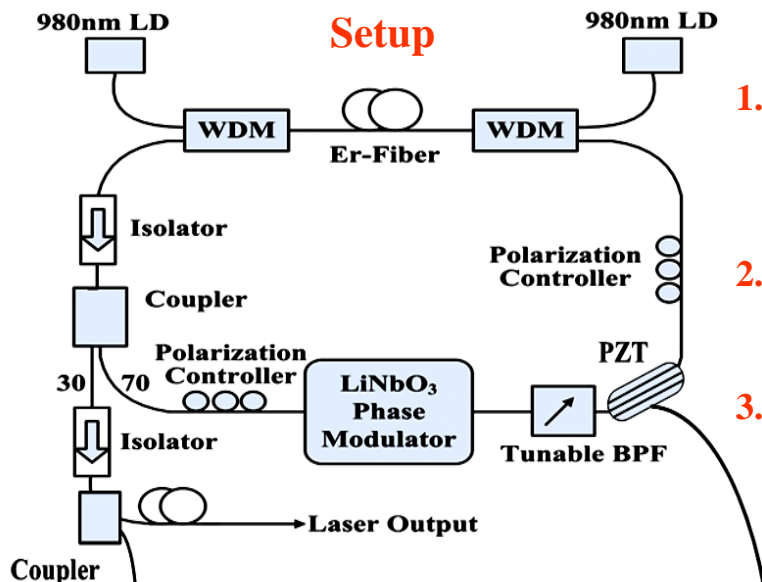 Setup
980nm LD
980nm LD
1.
WDM
WDM
Er-Fiber
Isolator
Polarization
Controller
2.
Coupler
Polarization
Controller
PZT
30
70
LiNbO₃
Phase
Modulator
3.
Isolator
Tunable BPF
Laser Output
Coupler